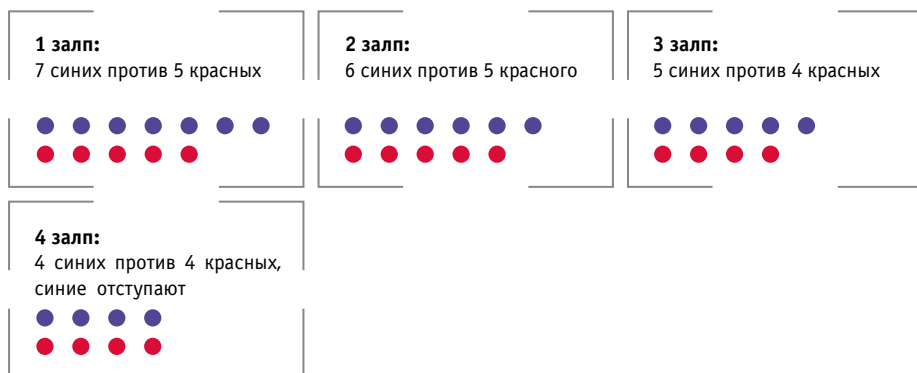 1 залп:
7 синих против 5 красных
2 залп:
6 синих против 5 красного
3 залп:
5 синих против 4 красных
4 залп:
4 синих против 4 красных,
синие отступают